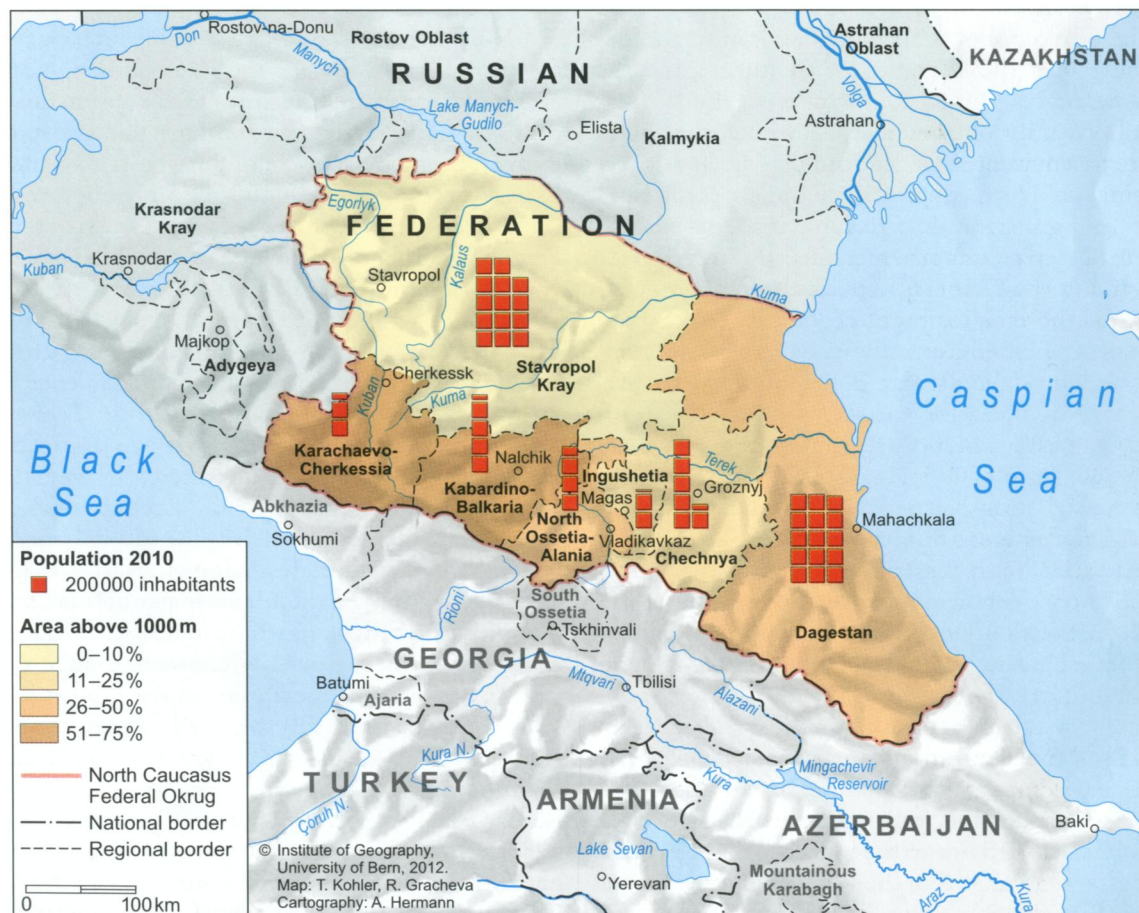 Rostov-na-Donu
Don
Manych
Rostov Oblast
RUSSIAN
Astrahan
Oblast
KAZAKHSTAN
Volga
Lake Manych-
Gudilo
Elista
Astrahan
Kalmykia
Egorlyk
Krasnodar
Kray
FEDERATION
Kuban
Krasnodar
Stavropol
Kalaus
Kuma
Majkop
Adygeya
Stavropol
Kray
Cherkessk
Kuban
Kuma
Caspian
Sea
Black
Sea
Karachaevo-
Cherkessia
Nalchik
Kabardino-
Balkaria
Ingushetia
Magas
Terek
Groznyj
Abkhazia
Sokhumi
North
Ossetia-
Alania
Vladikavkaz
Chechnya
Mahachkala
Dagestan
Rioni
South
Ossetia
Tskhinvali
GEORGIA
Batumi
Ajaria
Mtqvari
Tbilisi
Alazani
Kura N.
TURKEY
Çoruh N.
ARMENIA
Kura
Mingachevir
Reservoir
AZERBAIJAN
Baki
Lake Sevan
Yerevan
Mountainous
Karabagh
Araz
Kura
Population 2010
200 000 inhabitants
Area above 1000 m
0–10 %
11–25 %
26–50 %
51–75 %
North Caucasus
Federal Okrug
National border
Regional border
0 100 km
© Institute of Geography,
University of Bern, 2012.
Map: T. Kohler, R. Gracheva
Cartography: A. Hermann